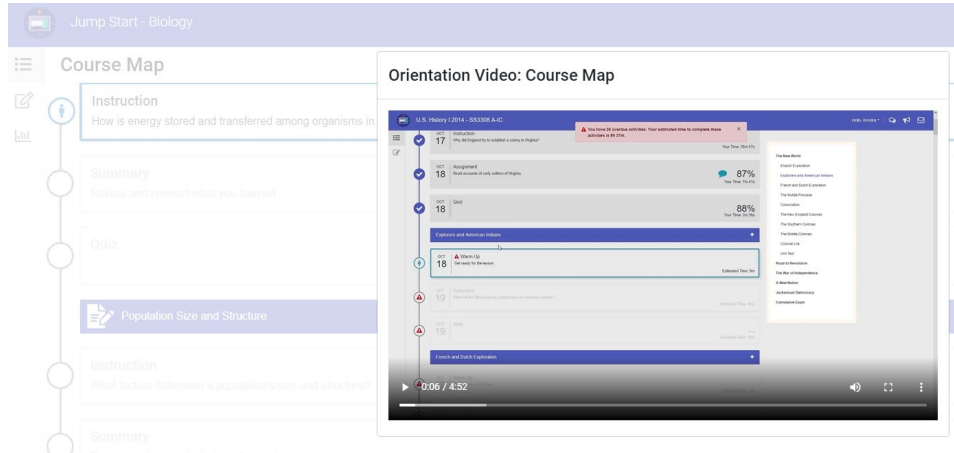 Jump Start - Biology
Course Map
Instruction
How is energy stored and transferred among organisms in
Summary
Review and connect what you learned.
Quiz
Population Size and Structure
Instruction
What factors determine a population's size and structure?
Summary
Orientation Video: Course Map
U.S. History I 2014 - SS3308 A-IC
Hello,
You have 26 overdue activities. Your estimated time to complete these
activities is 9h 37m.
x
OCT
17
Instruction
Why did England try to establish a colony in Virginia?
OCT
18
Assignment
Read accounts of early settlers of Virginia.
87%
OCT
18
Quiz
88%
Explorers and American Indians
+
OCT
18
Warm-Up
Get ready for the lesson.
Estimated Time: 5m
OCT
19
Instruction
OCT
19
Quiz
French and Dutch Exploration
+
The New World
English Exploration
Explorers and American Indians
French and Dutch Exploration
The Middle Passage
Colonization
The New England Colonies
The Southern Colonies
The Middle Colonies
Colonial Life
Unit Test
Road to Revolution
The War of Independence
A New Nation
Jacksonian Democracy
Cumulative Exam
0:06 / 4:52